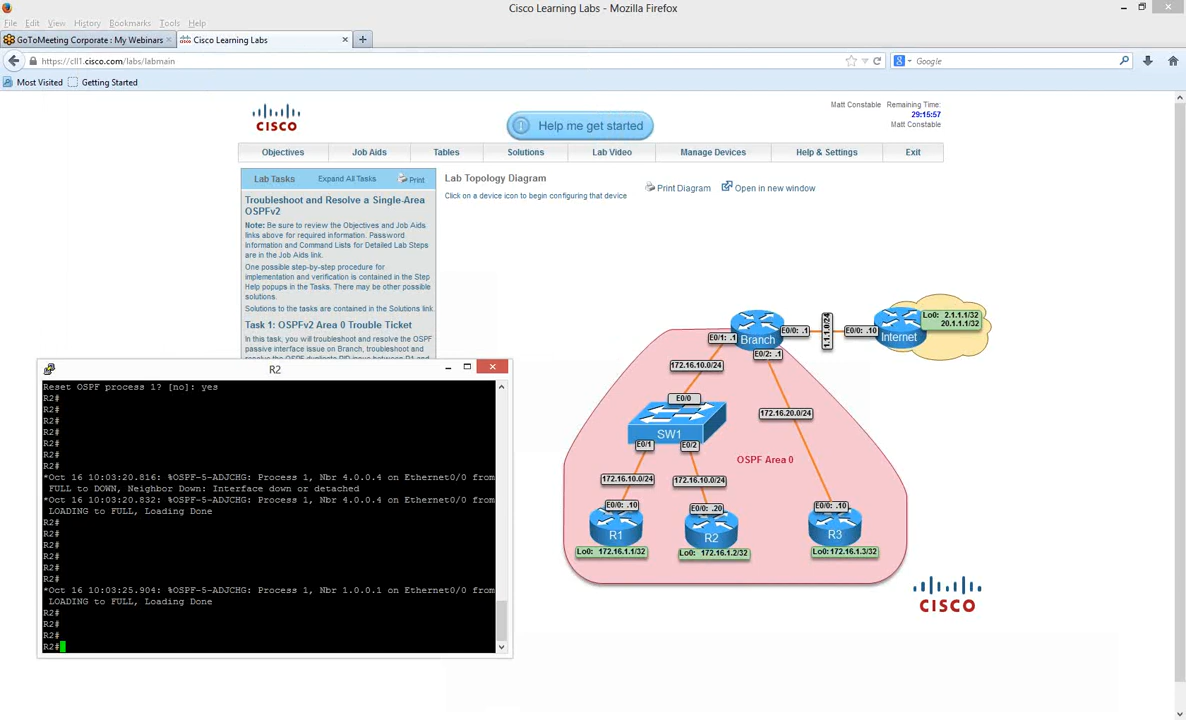 Cisco Learning Labs - Mozilla Firefox
File Edit View History Bookmarks Tools Help
GoToMeeting Corporate : My Webinars
Cisco Learning Labs
https://cll1.cisco.com/labs/labmain
Google
Most Visited
Getting Started
CISCO
Help me get started
Matt Constable Remaining Time:
29:15:57
Matt Constable
Objectives
Job Aids
Tables
Solutions
Lab Video
Manage Devices
Help & Settings
Exit
Lab Tasks
Expand All Tasks
Print
Troubleshoot and Resolve a Single-Area
OSPFv2
Note: Be sure to review the Objectives and Job Aids
links above for required information. Password
Information and Command Lists for Detailed Lab Steps
are in the Job Aids link.
One possible step-by-step procedure for
implementation and verification is contained in the Step
Help popups in the Tasks. There may be other possible
solutions.
Solutions to the tasks are contained in the Solutions link.
Task 1: OSPFv2 Area 0 Trouble Ticket
In this task, you will troubleshoot and resolve the OSPF
passive interface issue on Branch, troubleshoot and
Lab Topology Diagram
Click on a device icon to begin configuring that device
Print Diagram
Open in new window
R2
Reset OSPF process 1? [no]: yes
R2#
R2#
R2#
R2#
R2#
R2#
R2#
*Oct 16 10:03:20.816: %OSPF-5-ADJCHG: Process 1, Nbr 4.0.0.4 on Ethernet0/0 from
FULL to DOWN, Neighbor Down: Interface down or detached
*Oct 16 10:03:20.832: %OSPF-5-ADJCHG: Process 1, Nbr 4.0.0.4 on Ethernet0/0 from
LOADING to FULL, Loading Done
R2#
R2#
R2#
R2#
R2#
R2#
*Oct 16 10:03:25.904: %OSPF-5-ADJCHG: Process 1, Nbr 1.0.0.1 on Ethernet0/0 from
LOADING to FULL, Loading Done
R2#
R2#
R2#
R2#
Lo0: 2.1.1.1/32
20.1.1.1/32
Internet
E0/0: .10
1.1.1.0/24
E0/0: .1
Branch
E0/1: .1
E0/2: .1
172.16.10.0/24
172.16.20.0/24
E0/0
SW1
E0/1
E0/2
OSPF Area 0
172.16.10.0/24
172.16.10.0/24
E0/0: .10
E0/0: .20
E0/0: .10
R1
R2
R3
Lo0: 172.16.1.1/32
Lo0: 172.16.1.2/32
Lo0:172.16.1.3/32
CISCO